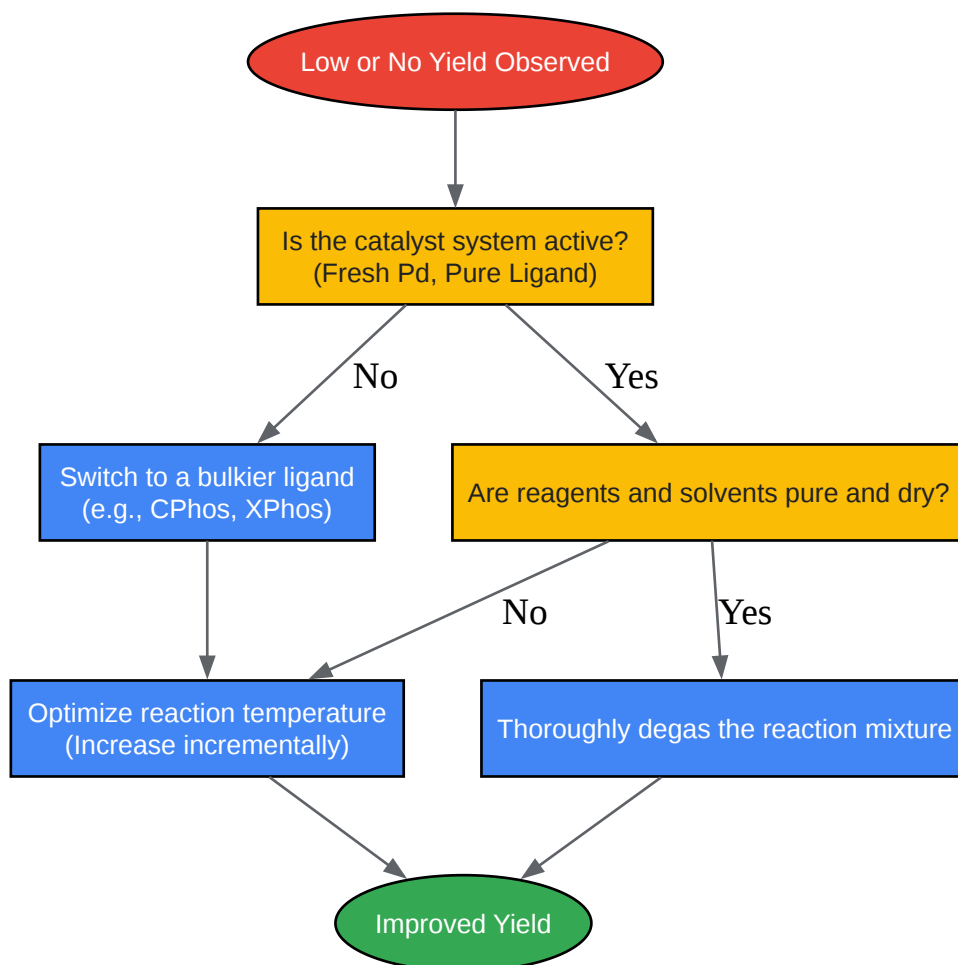 Low or No Yield Observed
Is the catalyst system active?
(Fresh Pd, Pure Ligand)
No
Yes
Switch to a bulkier ligand
(e.g., CPhos, XPhos)
Are reagents and solvents pure and dry?
No
Yes
Optimize reaction temperature
(Increase incrementally)
Thoroughly degas the reaction mixture
Improved Yield